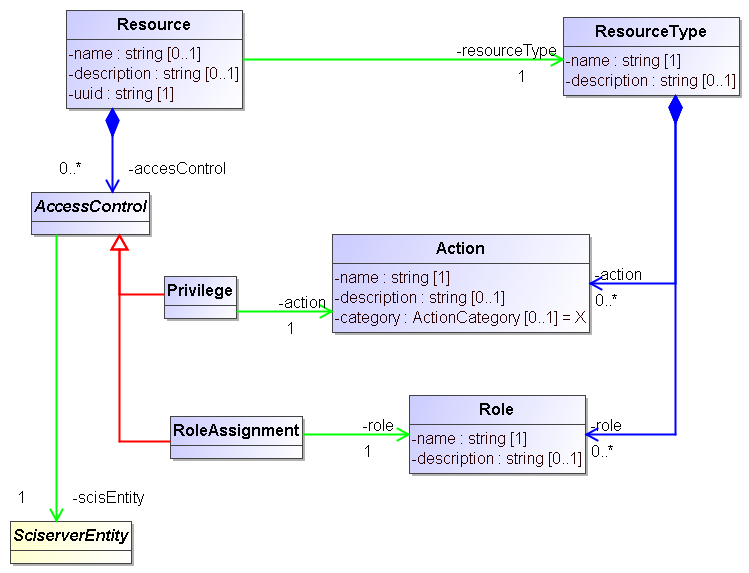 Resource
-name : string [0..1]
-description : string [0..1]
-uuid : string [1]
-resourceType
1
ResourceType
-name : string [1]
-description : string [0..1]
0..*
-accesControl
AccessControl
Action
-name : string [1]
-description : string [0..1]
-category : ActionCategory [0..1] = X
-action
0..*
Privilege
-action
1
Role
-name : string [1]
-description : string [0..1]
-role
0..*
RoleAssignment
-role
1
1
-scisEntity
SciserverEntity